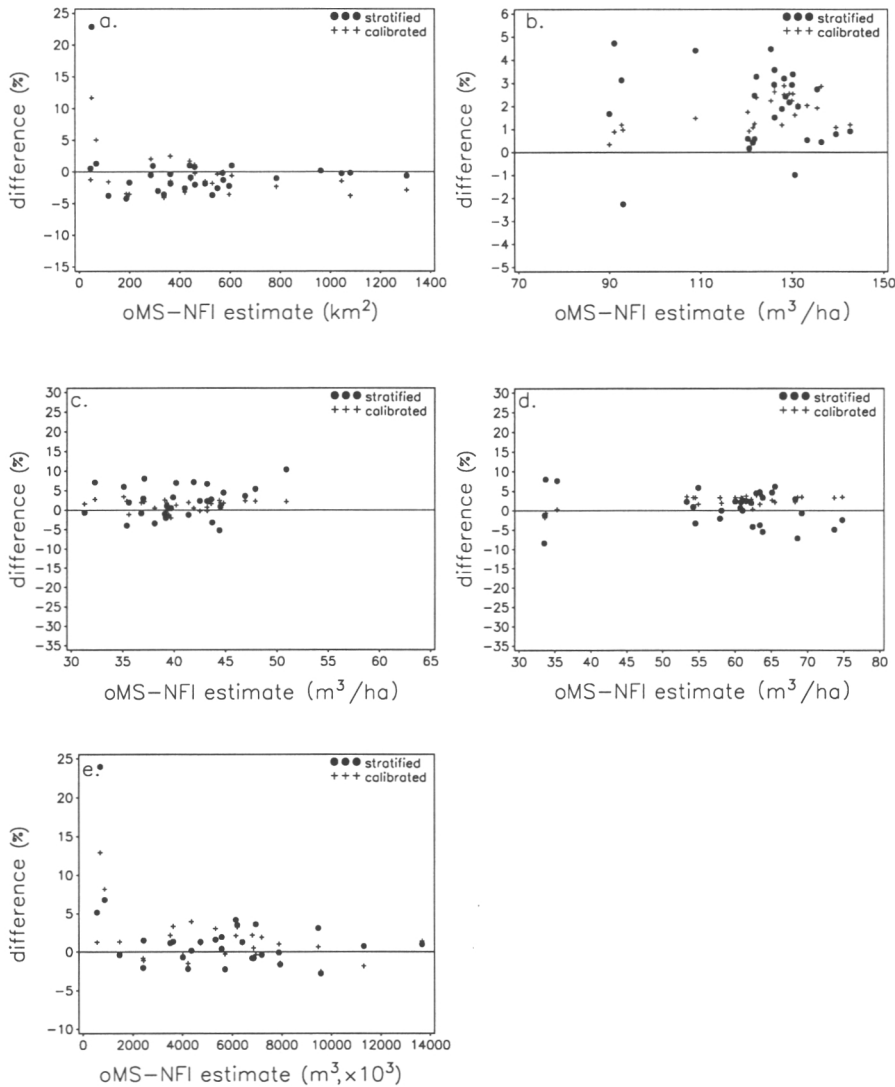 a.
●●● stratified
+++ calibrated
25
20
15
10
5
0
−5
−10
−15
difference (%)
0 200 400 600 800 1000 1200 1400
oMS−NFI estimate (km²)
b.
●●● stratified
+++ calibrated
6
5
4
3
2
1
0
1
2
3
4
5
difference (%)
70 90 110 130 150
oMS−NFI estimate (m³/ha)
c.
●●● stratified
+++ calibrated
30
25
20
15
10
5
0
−5
−10
−15
−20
−25
−30
−35
difference (%)
30 35 40 45 50 55 60 65
oMS−NFI estimate (m³/ha)
d.
●●● stratified
+++ calibrated
30
25
20
15
10
5
0
−5
−10
−15
−20
−25
−30
−35
difference (%)
30 35 40 45 50 55 60 65 70 75 80
oMS−NFI estimate (m³/ha)
e.
●●● stratified
+++ calibrated
25
20
15
10
5
0
−5
−10
difference (%)
0 2000 4000 6000 8000 10000 12000 14000
oMS−NFI estimate (m³,×10³)